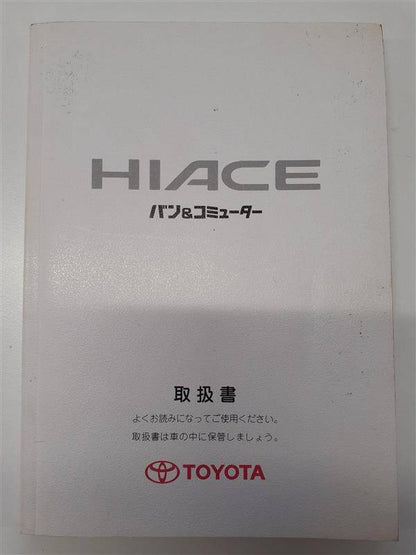 HIACE
バン&コミューター
取扱書
よくお読みになってご使用ください。
取扱書は車の中に保管しましょう。
TOYOTA